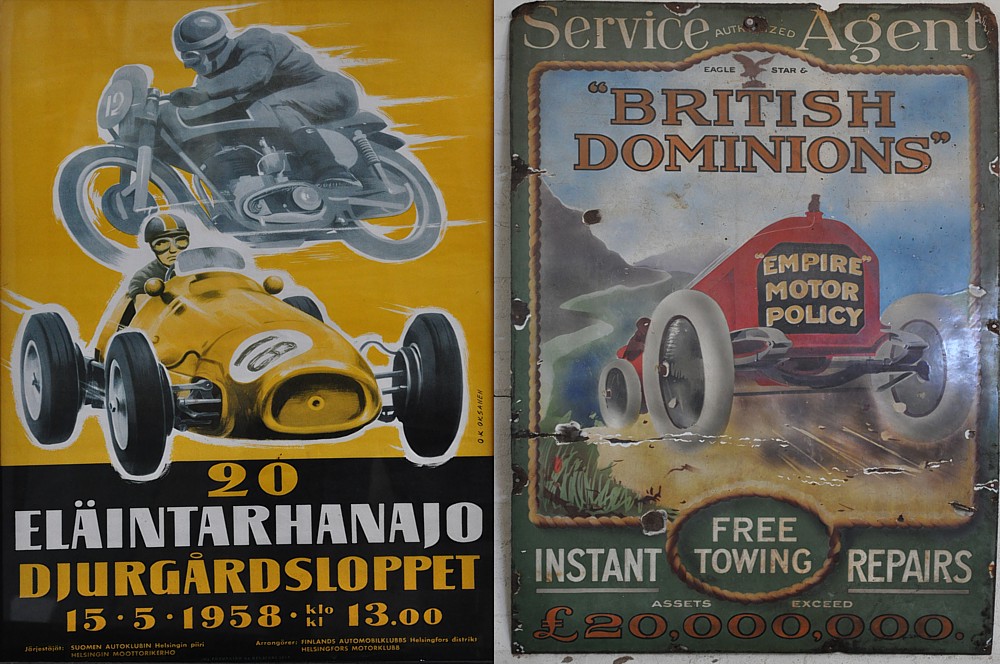 12
18
O.K. OKSANEN
20
ELÄINTARHANAJO
DJURGÅRDSLOPPET
15·5·1958· klo kl 13.00
Järjestäjät: SUOMEN AUTOKLUBIN Helsingin piiri
HELSINGIN MOOTTORIKERHO
Arrangörer: FINLANDS AUTOMOBILKLUBBS Helsingfors distrikt
HELSINGFORS MOTORKLUBB
Service AUTHORIZED Agent
EAGLE STAR &
"BRITISH
DOMINIONS"
"EMPIRE"
MOTOR
POLICY
FREE
TOWING
INSTANT REPAIRS
ASSETS EXCEED
£20,000,000.